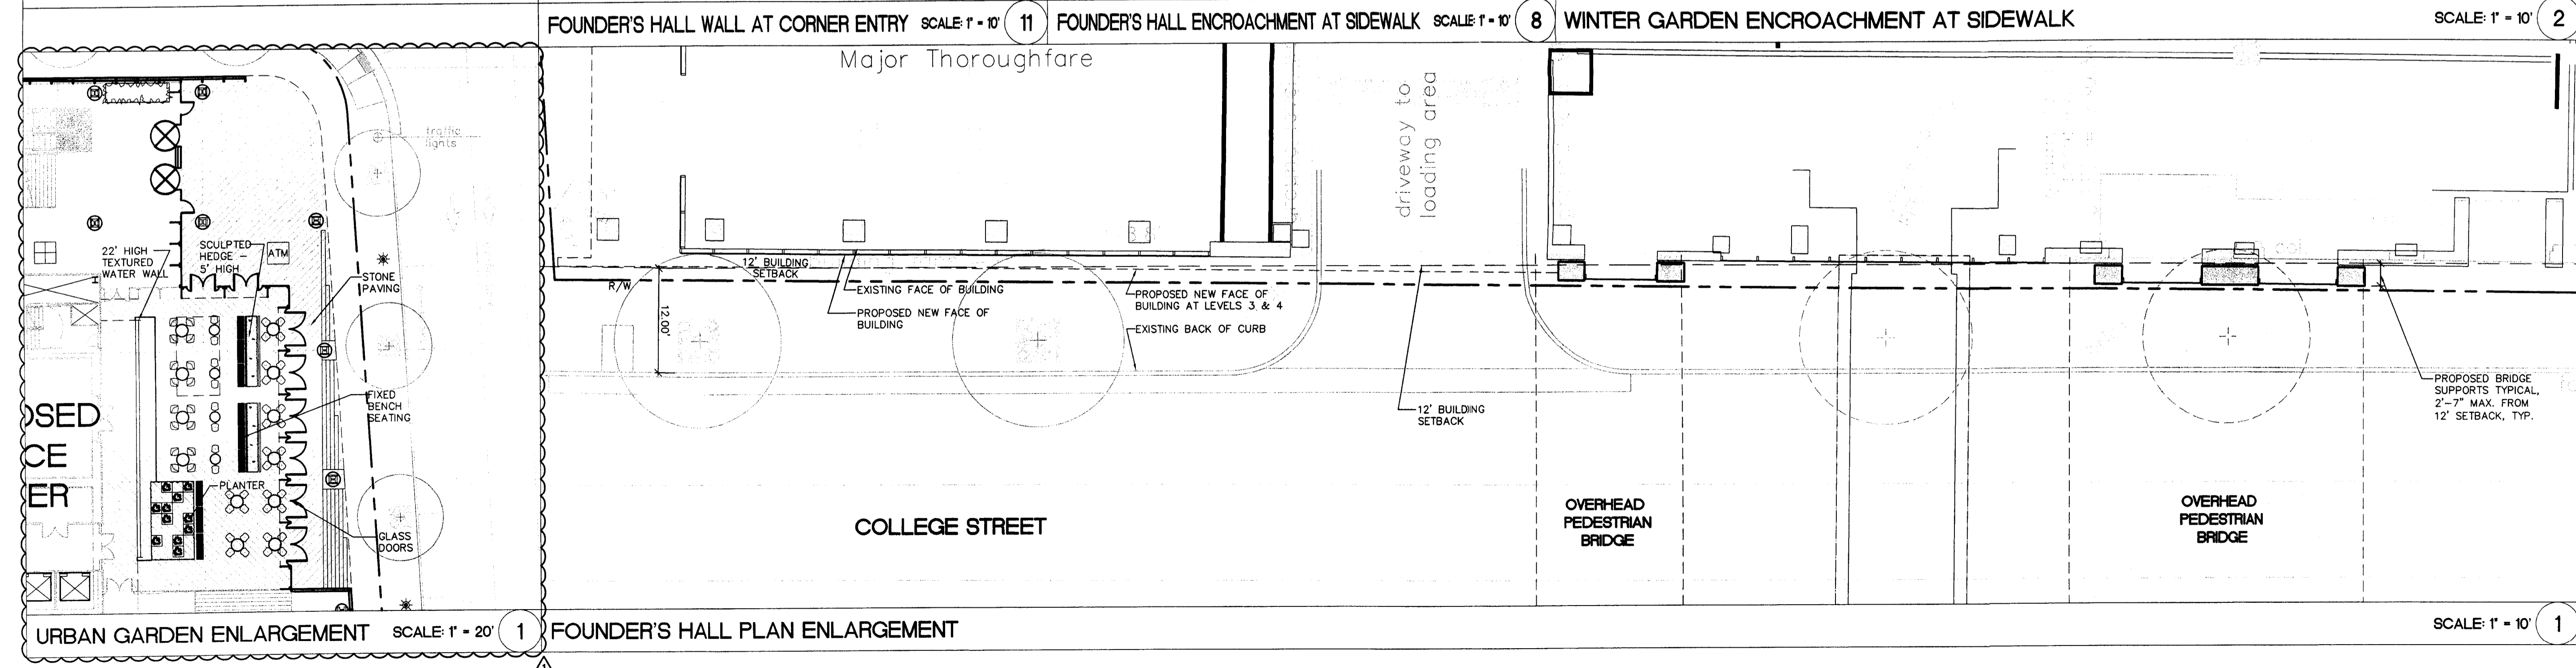 FOUNDER'S HALL WALL AT CORNER ENTRY SCALE: 1" = 10' 11
FOUNDER'S HALL ENCROACHMENT AT SIDEWALK SCALE: 1" = 10' 8
WINTER GARDEN ENCROACHMENT AT SIDEWALK SCALE: 1" = 10' 2
traffic
lights
22' HIGH
TEXTURED
WATER WALL
SCULPTED
HEDGE –
5' HIGH
ATM
STONE
PAVING
FIXED
BENCH
SEATING
PLANTER
GLASS
DOORS
OSED
CE
ER
Major Thoroughfare
driveway to
loading area
12' BUILDING
SETBACK
R/W
12.00'
EXISTING FACE OF BUILDING
PROPOSED NEW FACE OF
BUILDING
PROPOSED NEW FACE OF
BUILDING AT LEVELS 3 & 4
EXISTING BACK OF CURB
12' BUILDING
SETBACK
COLLEGE STREET
OVERHEAD
PEDESTRIAN
BRIDGE
OVERHEAD
PEDESTRIAN
BRIDGE
PROPOSED BRIDGE
SUPPORTS TYPICAL,
2'-7" MAX. FROM
12' SETBACK, TYP.
URBAN GARDEN ENLARGEMENT SCALE: 1" = 20' 1
FOUNDER'S HALL PLAN ENLARGEMENT SCALE: 1" = 10' 1